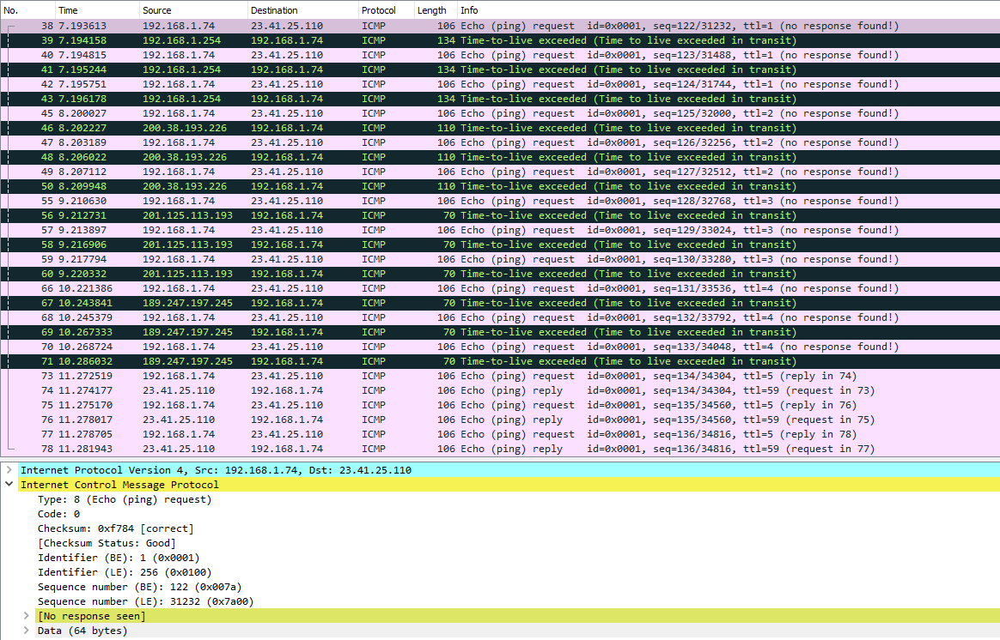 No. Time Source Destination Protocol Length Info
38 7.193613 192.168.1.74 23.41.25.110 ICMP 106 Echo (ping) request id=0x0001, seq=122/31232, ttl=1 (no response found!)
39 7.194158 192.168.1.254 192.168.1.74 ICMP 134 Time-to-live exceeded (Time to live exceeded in transit)
40 7.194815 192.168.1.74 23.41.25.110 ICMP 106 Echo (ping) request id=0x0001, seq=123/31488, ttl=1 (no response found!)
41 7.195244 192.168.1.254 192.168.1.74 ICMP 134 Time-to-live exceeded (Time to live exceeded in transit)
42 7.195751 192.168.1.74 23.41.25.110 ICMP 106 Echo (ping) request id=0x0001, seq=124/31744, ttl=1 (no response found!)
43 7.196178 192.168.1.254 192.168.1.74 ICMP 134 Time-to-live exceeded (Time to live exceeded in transit)
45 8.200027 192.168.1.74 23.41.25.110 ICMP 106 Echo (ping) request id=0x0001, seq=125/32000, ttl=2 (no response found!)
46 8.202227 200.38.193.226 192.168.1.74 ICMP 110 Time-to-live exceeded (Time to live exceeded in transit)
47 8.203189 192.168.1.74 23.41.25.110 ICMP 106 Echo (ping) request id=0x0001, seq=126/32256, ttl=2 (no response found!)
48 8.206022 200.38.193.226 192.168.1.74 ICMP 110 Time-to-live exceeded (Time to live exceeded in transit)
49 8.207112 192.168.1.74 23.41.25.110 ICMP 106 Echo (ping) request id=0x0001, seq=127/32512, ttl=2 (no response found!)
50 8.209948 200.38.193.226 192.168.1.74 ICMP 110 Time-to-live exceeded (Time to live exceeded in transit)
55 9.210630 192.168.1.74 23.41.25.110 ICMP 106 Echo (ping) request id=0x0001, seq=128/32768, ttl=3 (no response found!)
56 9.212731 201.125.113.193 192.168.1.74 ICMP 70 Time-to-live exceeded (Time to live exceeded in transit)
57 9.213897 192.168.1.74 23.41.25.110 ICMP 106 Echo (ping) request id=0x0001, seq=129/33024, ttl=3 (no response found!)
58 9.216906 201.125.113.193 192.168.1.74 ICMP 70 Time-to-live exceeded (Time to live exceeded in transit)
59 9.217794 192.168.1.74 23.41.25.110 ICMP 106 Echo (ping) request id=0x0001, seq=130/33280, ttl=3 (no response found!)
60 9.220332 201.125.113.193 192.168.1.74 ICMP 70 Time-to-live exceeded (Time to live exceeded in transit)
66 10.221386 192.168.1.74 23.41.25.110 ICMP 106 Echo (ping) request id=0x0001, seq=131/33536, ttl=4 (no response found!)
67 10.243841 189.247.197.245 192.168.1.74 ICMP 70 Time-to-live exceeded (Time to live exceeded in transit)
68 10.245379 192.168.1.74 23.41.25.110 ICMP 106 Echo (ping) request id=0x0001, seq=132/33792, ttl=4 (no response found!)
69 10.267333 189.247.197.245 192.168.1.74 ICMP 70 Time-to-live exceeded (Time to live exceeded in transit)
70 10.268724 192.168.1.74 23.41.25.110 ICMP 106 Echo (ping) request id=0x0001, seq=133/34048, ttl=4 (no response found!)
71 10.286032 189.247.197.245 192.168.1.74 ICMP 70 Time-to-live exceeded (Time to live exceeded in transit)
73 11.272519 192.168.1.74 23.41.25.110 ICMP 106 Echo (ping) request id=0x0001, seq=134/34304, ttl=5 (reply in 74)
74 11.274177 23.41.25.110 192.168.1.74 ICMP 106 Echo (ping) reply id=0x0001, seq=134/34304, ttl=59 (request in 73)
75 11.275170 192.168.1.74 23.41.25.110 ICMP 106 Echo (ping) request id=0x0001, seq=135/34560, ttl=5 (reply in 76)
76 11.278017 23.41.25.110 192.168.1.74 ICMP 106 Echo (ping) reply id=0x0001, seq=135/34560, ttl=59 (request in 75)
77 11.278705 192.168.1.74 23.41.25.110 ICMP 106 Echo (ping) request id=0x0001, seq=136/34816, ttl=5 (reply in 78)
78 11.281943 23.41.25.110 192.168.1.74 ICMP 106 Echo (ping) reply id=0x0001, seq=136/34816, ttl=59 (request in 77)
Internet Protocol Version 4, Src: 192.168.1.74, Dst: 23.41.25.110
Internet Control Message Protocol
Type: 8 (Echo (ping) request)
Code: 0
Checksum: 0xf784 [correct]
[Checksum Status: Good]
Identifier (BE): 1 (0x0001)
Identifier (LE): 256 (0x0100)
Sequence number (BE): 122 (0x007a)
Sequence number (LE): 31232 (0x7a00)
[No response seen]
Data (64 bytes)